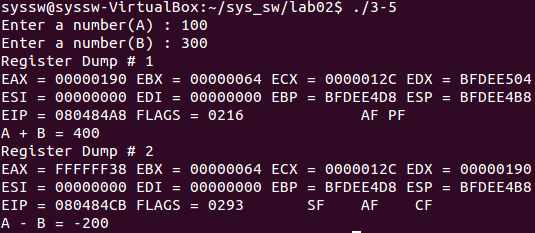 syssw@syssw-VirtualBox:~/sys_sw/lab02$ ./3-5
Enter a number(A) : 100
Enter a number(B) : 300
Register Dump # 1
EAX = 00000190 EBX = 00000064 ECX = 0000012C EDX = BFDEE504
ESI = 00000000 EDI = 00000000 EBP = BFDEE4D8 ESP = BFDEE4B8
EIP = 080484A8 FLAGS = 0216 AF PF
A + B = 400
Register Dump # 2
EAX = FFFFFF38 EBX = 00000064 ECX = 0000012C EDX = 00000190
ESI = 00000000 EDI = 00000000 EBP = BFDEE4D8 ESP = BFDEE4B8
EIP = 080484CB FLAGS = 0293 SF AF CF
A - B = -200